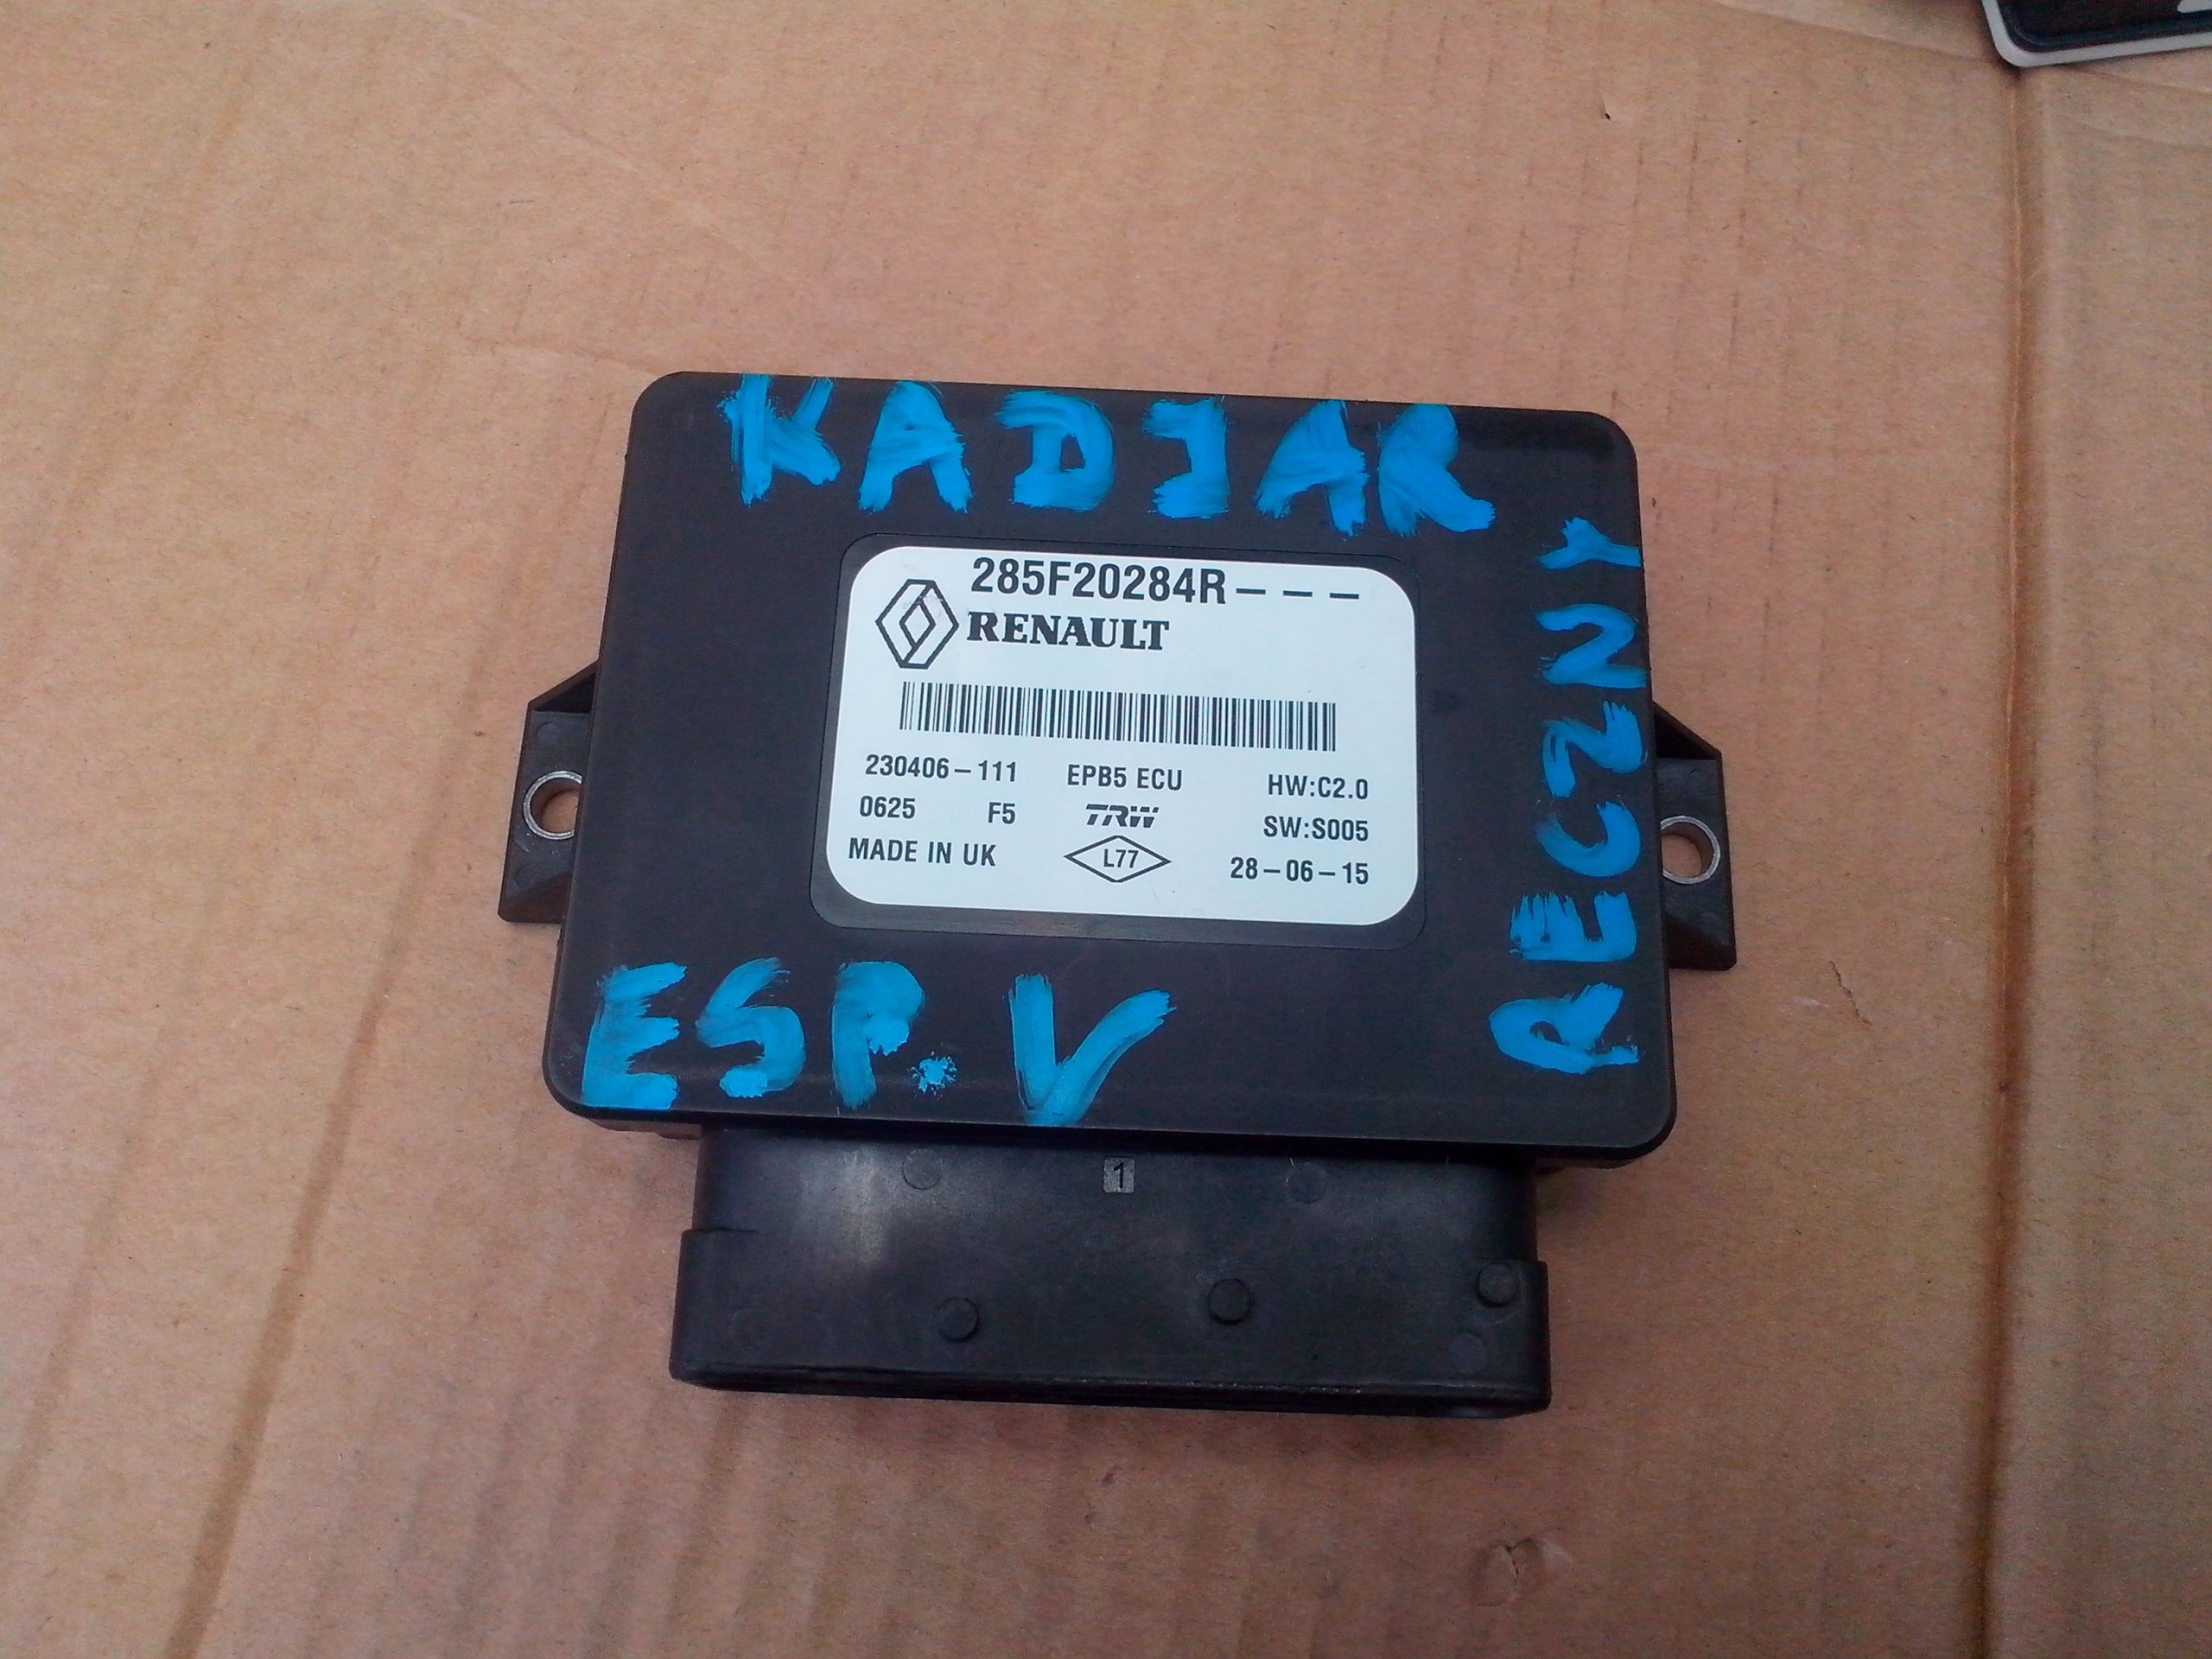 KADJAR
RECZNY
285F20284R---
RENAULT
230406-111 EPB5 ECU HW:C2.0
0625 F5 TRW SW:S005
MADE IN UK L77 28-06-15
ESP. V
1